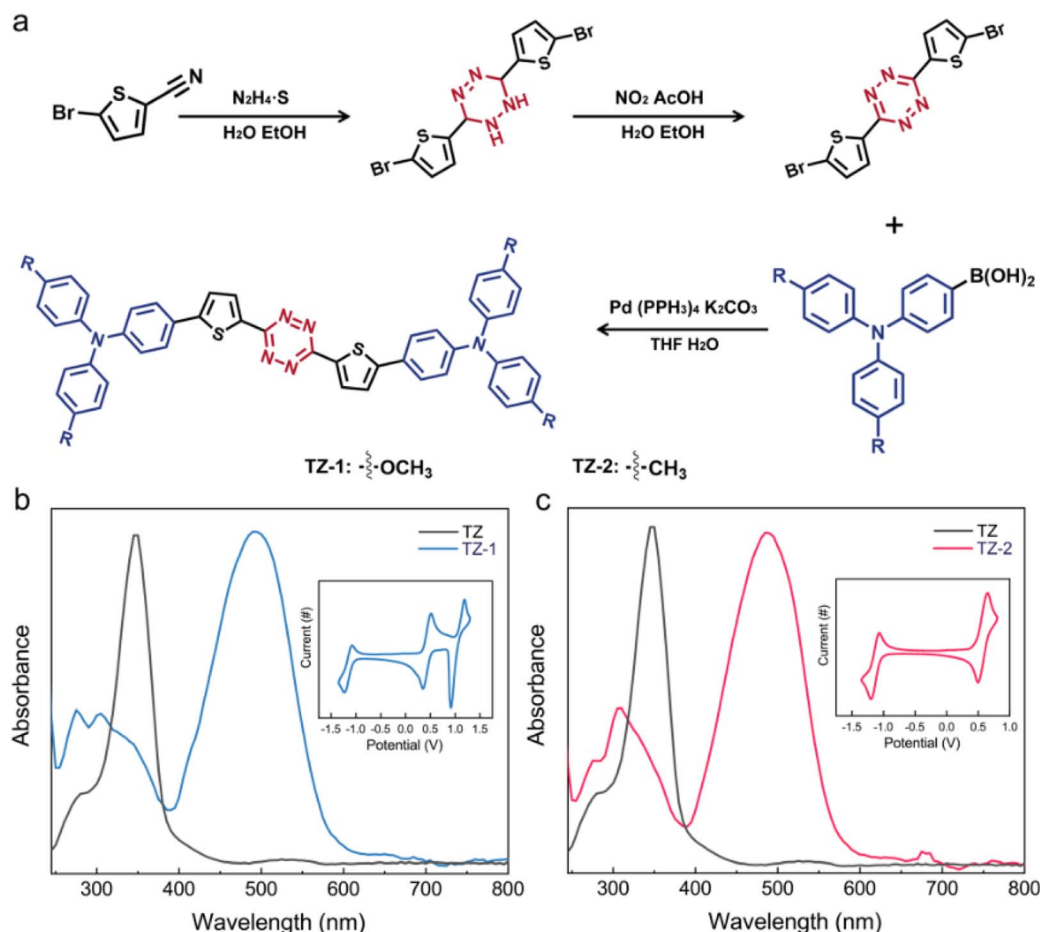 a
Br
S
N
N₂H₄·S
H₂O EtOH
Br
S
N
N
N
H
N
H
S
Br
NO₂ AcOH
H₂O EtOH
Br
S
N
N
N
N
S
Br
+
R
N
R
S
N
N
N
N
S
N
R
R
Pd (PPH₃)₄ K₂CO₃
THF H₂O
R
B(OH)₂
N
R
TZ-1: OCH₃
TZ-2: CH₃
b
TZ
TZ-1
Current (#)
-1.5 -1.0 -0.5 0.0 0.5 1.0 1.5
Potential (V)
Absorbance
300 400 500 600 700 800
Wavelength (nm)
c
TZ
TZ-2
Current (#)
-1.5 -1.0 -0.5 0.0 0.5 1.0
Potential (V)
Absorbance
300 400 500 600 700 800
Wavelength (nm)